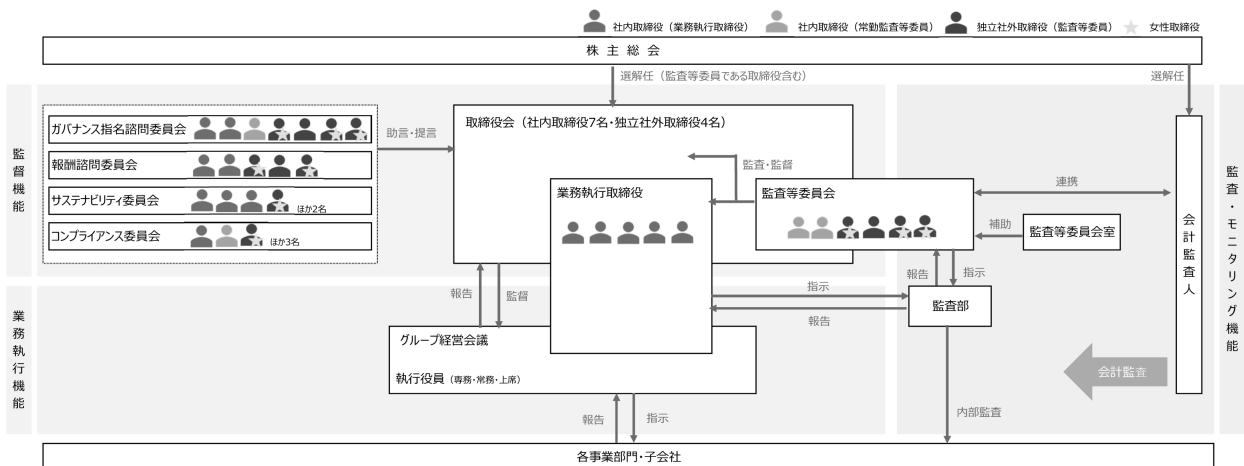 社内取締役（業務執行取締役） 社内取締役（常勤監査等委員） 独立社外取締役（監査等委員） 女性取締役
株主総会
選解任（監査等委員である取締役含む）
選解任
監督機能
ガバナンス指名諮問委員会
報酬諮問委員会
サステナビリティ委員会
ほか2名
コンプライアンス委員会
ほか3名
助言・提言
取締役会（社内取締役7名・独立社外取締役4名）
監査・監督
業務執行取締役
監査等委員会
連携
補助
監査等委員会室
会計監査人
監査・モニタリング機能
報告
指示
報告
監督
指示
報告
監査部
業務執行機能
グループ経営会議
執行役員（専務・常務・上席）
会計監査
報告
指示
内部監査
各事業部門・子会社